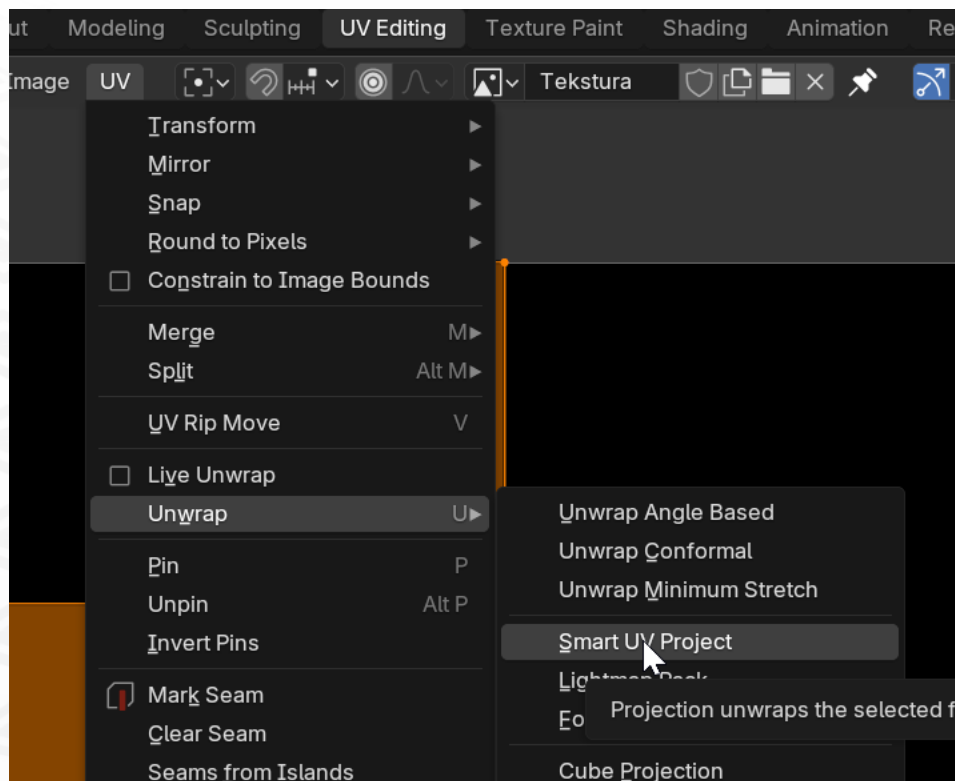 Modeling Sculpting UV Editing Texture Paint Shading Animation
UV Tekstura
Transform
Mirror
Snap
Round to Pixels
Constrain to Image Bounds
Merge M
Split Alt M
UV Rip Move V
Live Unwrap
Unwrap U
Unwrap Angle Based
Unwrap Conformal
Unwrap Minimum Stretch
Pin P
Unpin Alt P
Invert Pins
Smart UV Project
Projection unwraps the selected
Mark Seam
Clear Seam
Seams from Islands
Cube Projection